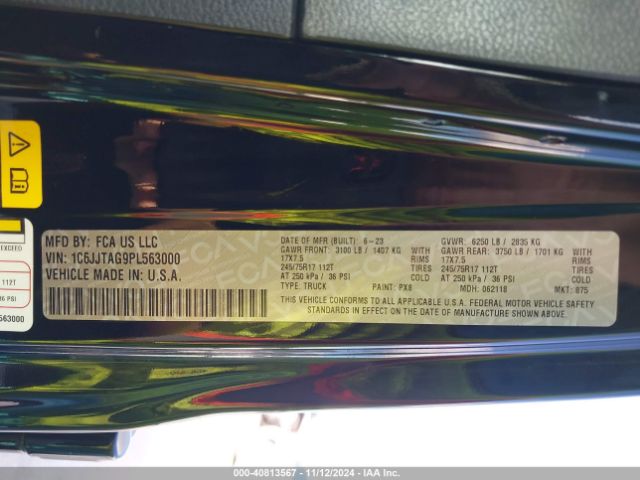 EXCEED
112T
36 PSI
563000
MFD BY: FCA US LLC
VIN: 1C6JJTAG9PL563000
VEHICLE MADE IN U.S.A.
DATE OF MFR (BUILT): 6-23
GAWR FRONT: 3100 LB / 1407 KG WITH
17X7.5 RIMS
245/75R17 112T TIRES
AT 250 kPa / 36 PSI COLD
TYPE: TRUCK PAINT: PX8
GVWR: 6250 LB / 2835 KG
GAWR REAR: 3750 LB / 1701 KG WITH
17X7.5 RIMS
245/75R17 112T TIRES
AT 250 kPa / 36 PSI COLD
MDH: 062118 MKT: 875
THIS VEHICLE CONFORMS TO ALL APPLICABLE U.S.A. FEDERAL MOTOR VEHICLE SAFETY
STANDARDS IN EFFECT ON THE DATE OF MANUFACTURE SHOWN ABOVE.
000-40813567 - 11/12/2024 - IAA, Inc.